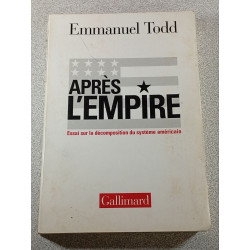 Emmanuel Todd
APRÈS
L'EMPIRE
Essai sur la décomposition du système américain
Gallimard